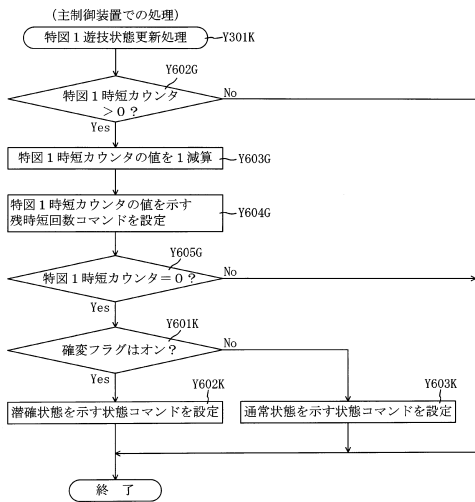 （主制御装置での処理）
特図１遊技状態更新処理
Y301K
Y602G
特図１時短カウンタ
＞０？
No
Yes
特図１時短カウンタの値を１減算
Y603G
特図１時短カウンタの値を示す
残時短回数コマンドを設定
Y604G
Y605G
特図１時短カウンタ＝０？
No
Yes
Y601K
確変フラグはオン？
No
Yes
Y602K
潜確状態を示す状態コマンドを設定
Y603K
通常状態を示す状態コマンドを設定
終 了